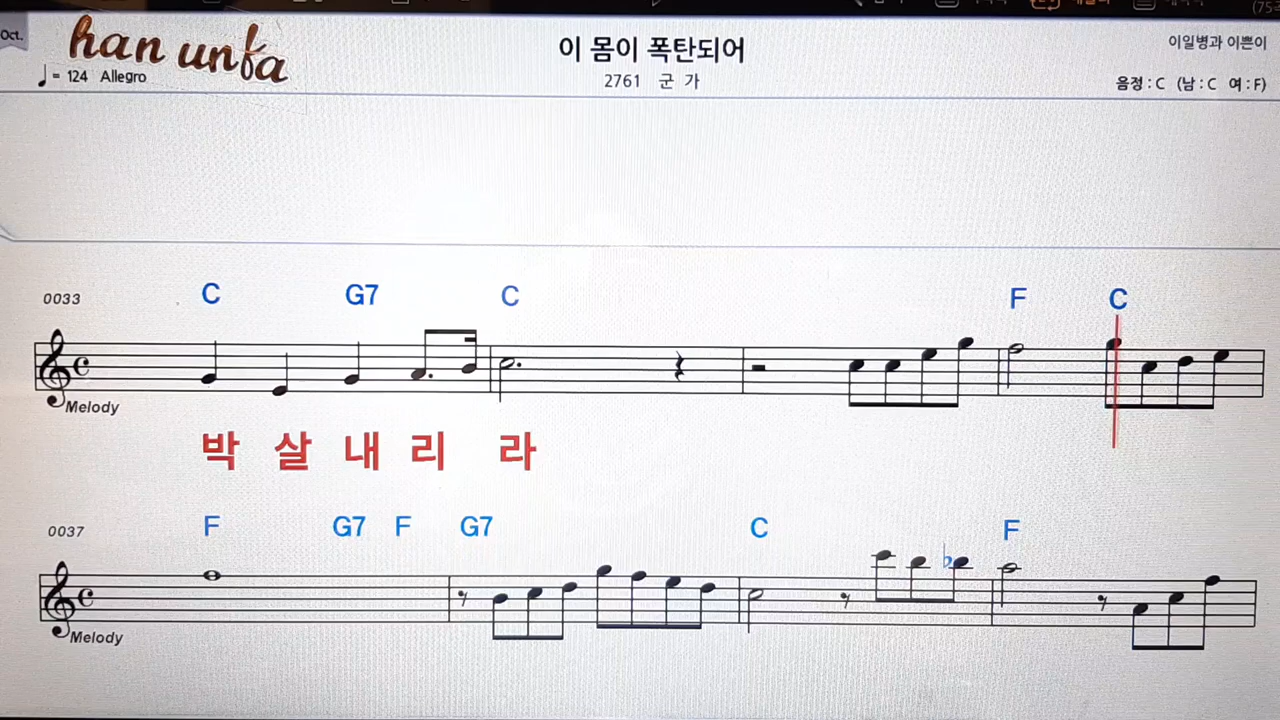 Oct.
han unfa
이 몸이 폭탄되어
이일병과 이쁜이
♩= 124 Allegro
2761 군 가
음정 : C (남 : C 여 : F)
0033
C G7 C F C
Melody
박 살 내 리 라
0037
F G7 F G7 C F
Melody